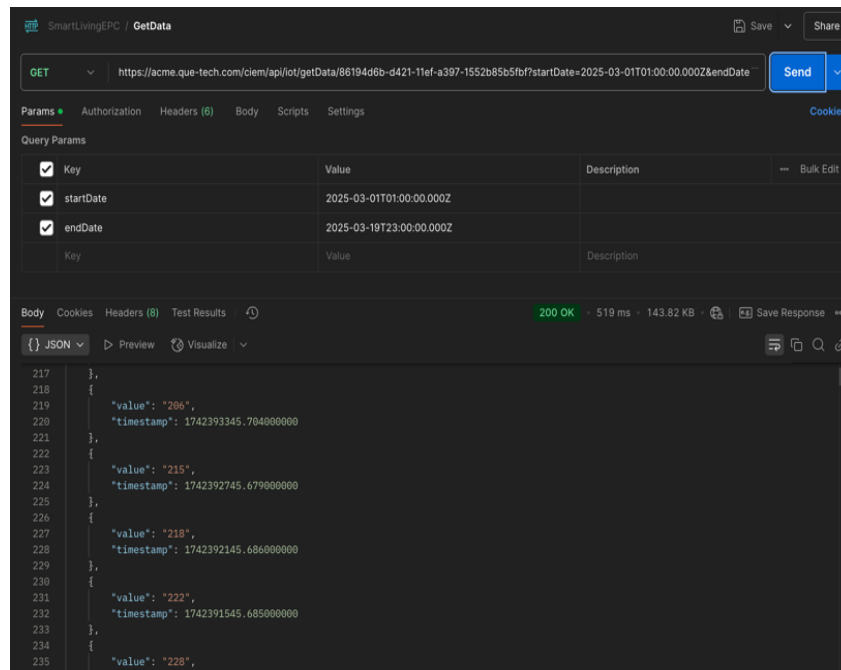 HTTP SmartLivingEPC / GetData Save Share
GET https://acme.que-tech.com/ciem/api/iot/getData/86194d6b-d421-11ef-a397-1552b85b5fbf?startDate=2025-03-01T01:00:00.000Z&endDate Send
Params Authorization Headers (6) Body Scripts Settings Cookie
Query Params
Key Value Description Bulk Edit
startDate 2025-03-01T01:00:00.000Z
endDate 2025-03-19T23:00:00.000Z
Key Value Description
Body Cookies Headers (8) Test Results 200 OK 519 ms 143.82 KB e.g. Save Response
{} JSON Preview Visualize
217 },
218 {
219 "value": "206",
220 "timestamp": 1742393345.704000000
221 },
222 {
223 "value": "215",
224 "timestamp": 1742392745.679000000
225 },
226 {
227 "value": "218",
228 "timestamp": 1742392145.686000000
229 },
230 {
231 "value": "222",
232 "timestamp": 1742391545.685000000
233 },
234 {
235 "value": "228",